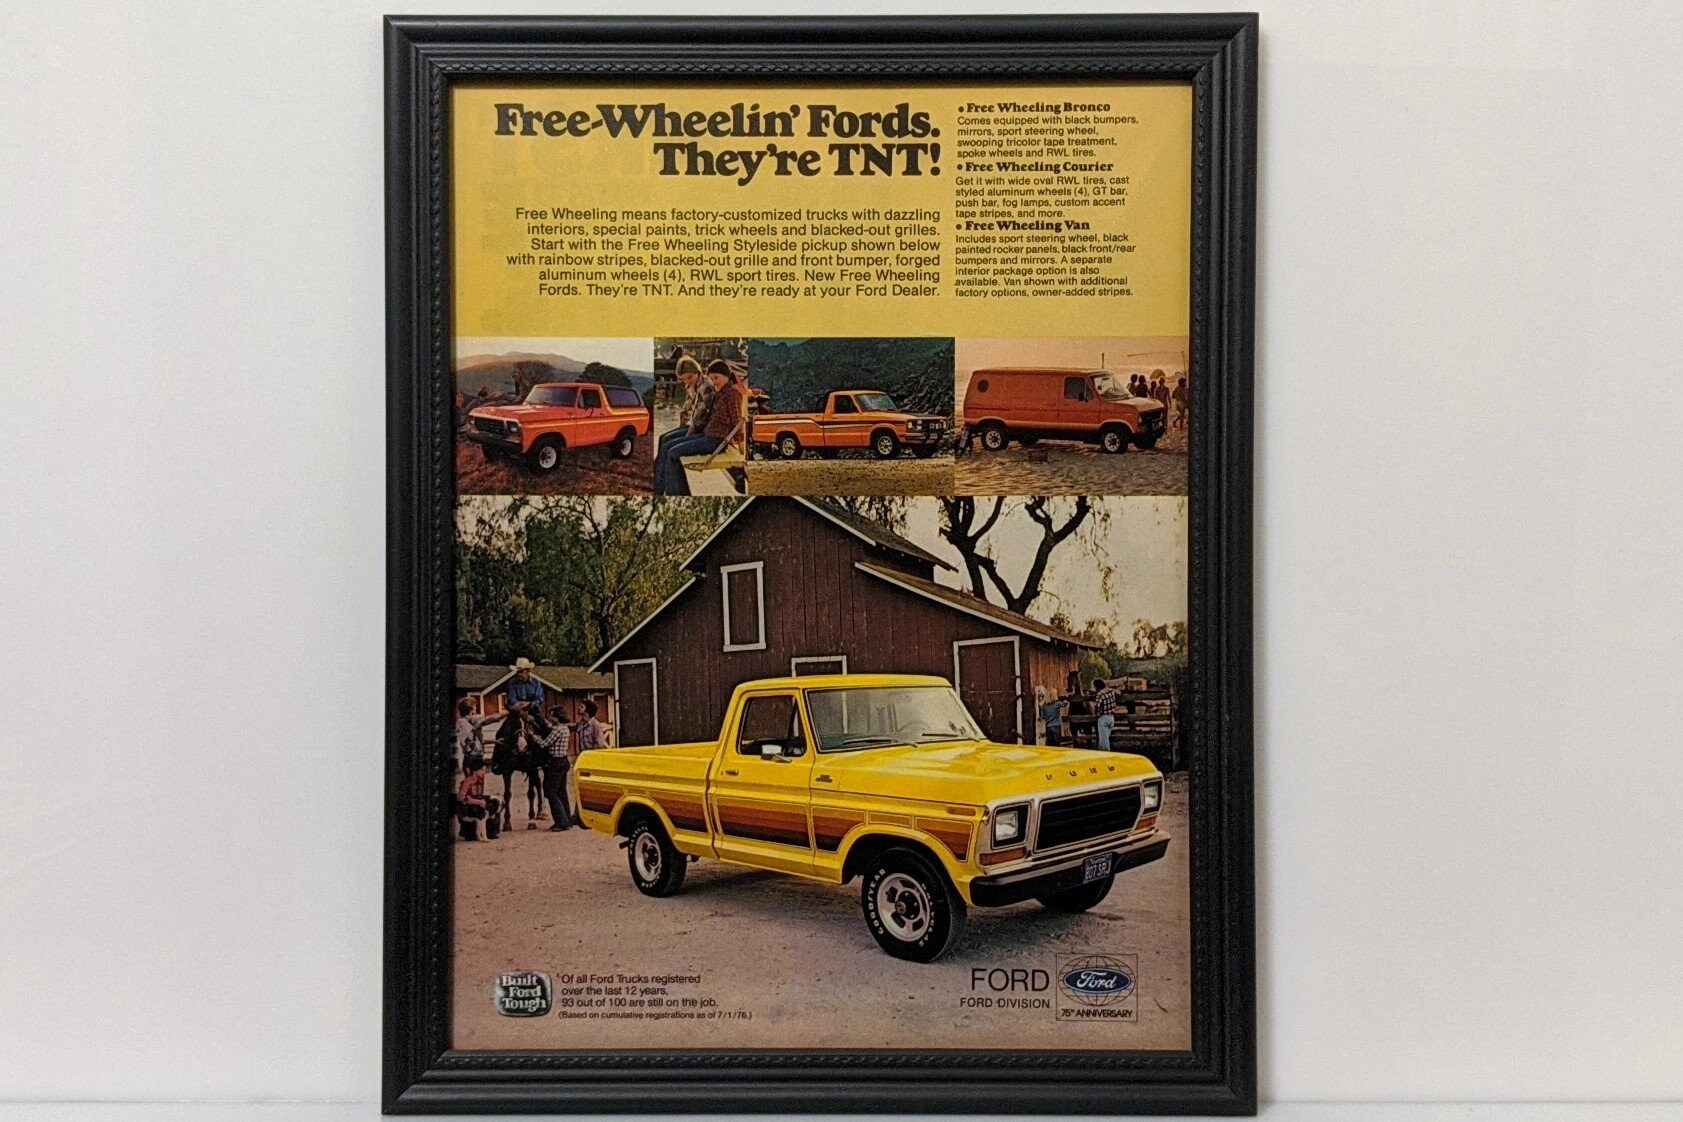 Free-Wheelin' Fords.
They're TNT!
Free Wheeling means factory-customized trucks with dazzling
interiors, special paints, trick wheels and blacked-out grilles.
Start with the Free Wheeling Styleside pickup shown below
with rainbow stripes, blacked-out grille and front bumper, forged
aluminum wheels (4), RWL sport tires. New Free Wheeling
Fords. They're TNT. And they're ready at your Ford Dealer.
• Free Wheeling Bronco
Comes equipped with black bumpers,
mirrors, sport steering wheel,
swooping tricolor tape treatment,
spoke wheels and RWL tires.
• Free Wheeling Courier
Get it with wide oval RWL tires, cast
styled aluminum wheels (4), GT bar,
push bar, fog lamps, custom accent
tape stripes, and more.
• Free Wheeling Van
Includes sport steering wheel, black
painted rocker panels, black front/rear
bumpers and mirrors. A separate
interior package option is also
available. Van shown with additional
factory options, owner-added stripes.
FORD
GOODYEAR
807 SRJ
Built
Ford
Tough
Of all Ford Trucks registered
over the last 12 years,
93 out of 100 are still on the job.
(Based on cumulative registrations as of 7/1/76.)
FORD
FORD DIVISION
Ford
75TH ANNIVERSARY